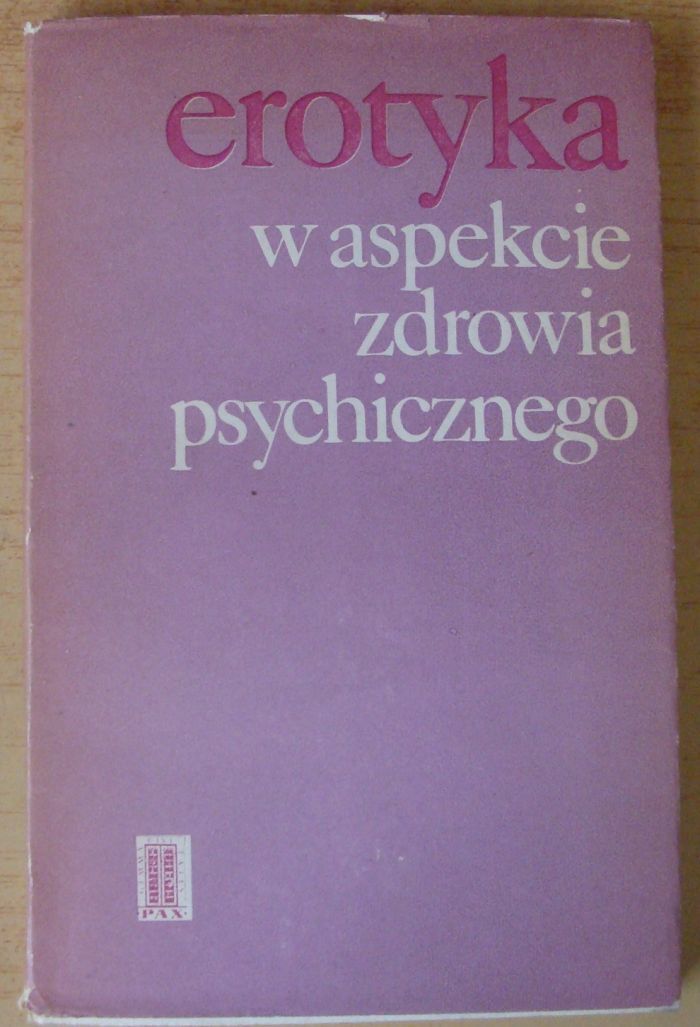 erotyka
w aspekcie
zdrowia
psychicznego
·PAX·